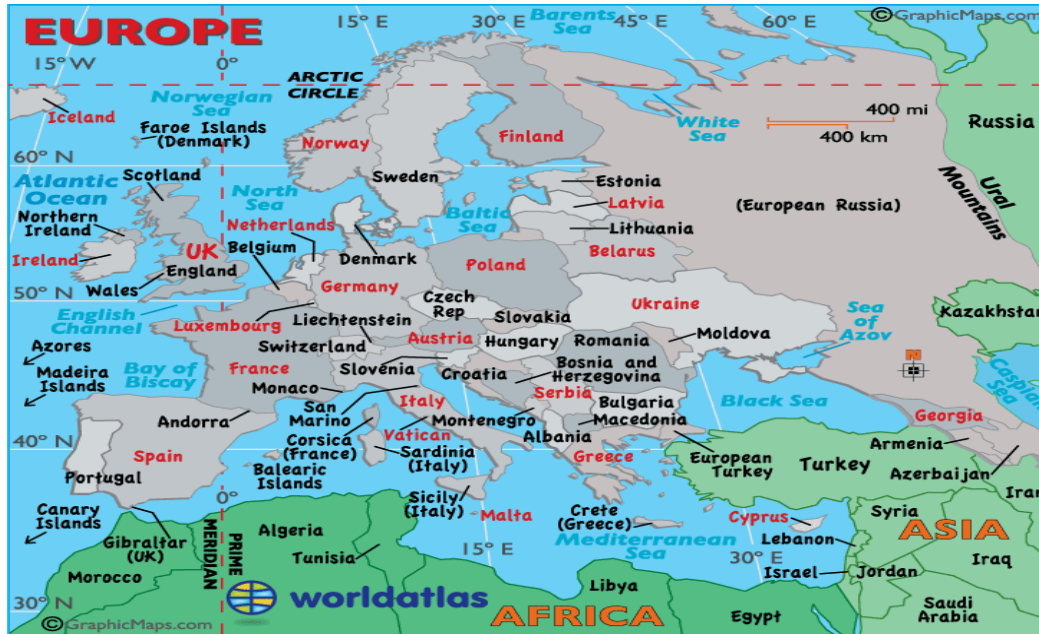 ©GraphicMaps.com
EUROPE
15° W
0°
15° E
30° E
Barents
Sea
45° E
60° E
ARCTIC
CIRCLE
Iceland
Norwegian
Sea
Faroe Islands
(Denmark)
Norway
Finland
White
Sea
400 mi
400 km
Russia
60° N
Scotland
Atlantic
Ocean
North
Sea
Sweden
Estonia
Latvia
(European Russia)
Ural
Mountains
Northern
Ireland
Netherlands
Baltic
Sea
Lithuania
Ireland
UK
Belgium
Denmark
Belarus
England
Poland
Wales
Germany
50° N
English
Channel
Czech
Rep
Ukraine
Luxembourg
Liechtenstein
Slovakia
Sea
of
Azov
Kazakhstan
Azores
Switzerland
Austria
Hungary
Romania
Moldova
N
Madeira
Islands
Bay of
Biscay
France
Slovenia
Croatia
Bosnia and
Herzegovina
Caspian
Sea
Monaco
Italy
Serbia
Black Sea
Andorra
San
Marino
Montenegro
Bulgaria
Macedonia
Georgia
40° N
Corsica
(France)
Vatican
Albania
Armenia
Spain
Sardinia
(Italy)
Greece
European
Turkey
Turkey
Azerbaijan
Portugal
Balearic
Islands
Iran
0°
Sicily
(Italy)
Malta
Crete
(Greece)
Cyprus
Syria
Canary
Islands
Gibraltar
(UK)
MERIDIAN
PRIME
Algeria
Mediterranean
Sea
Lebanon
ASIA
Tunisia
15° E
30° E
Iraq
Morocco
Israel
Jordan
Libya
30° N
worldatlas
AFRICA
Egypt
Saudi
Arabia
©GraphicMaps.com